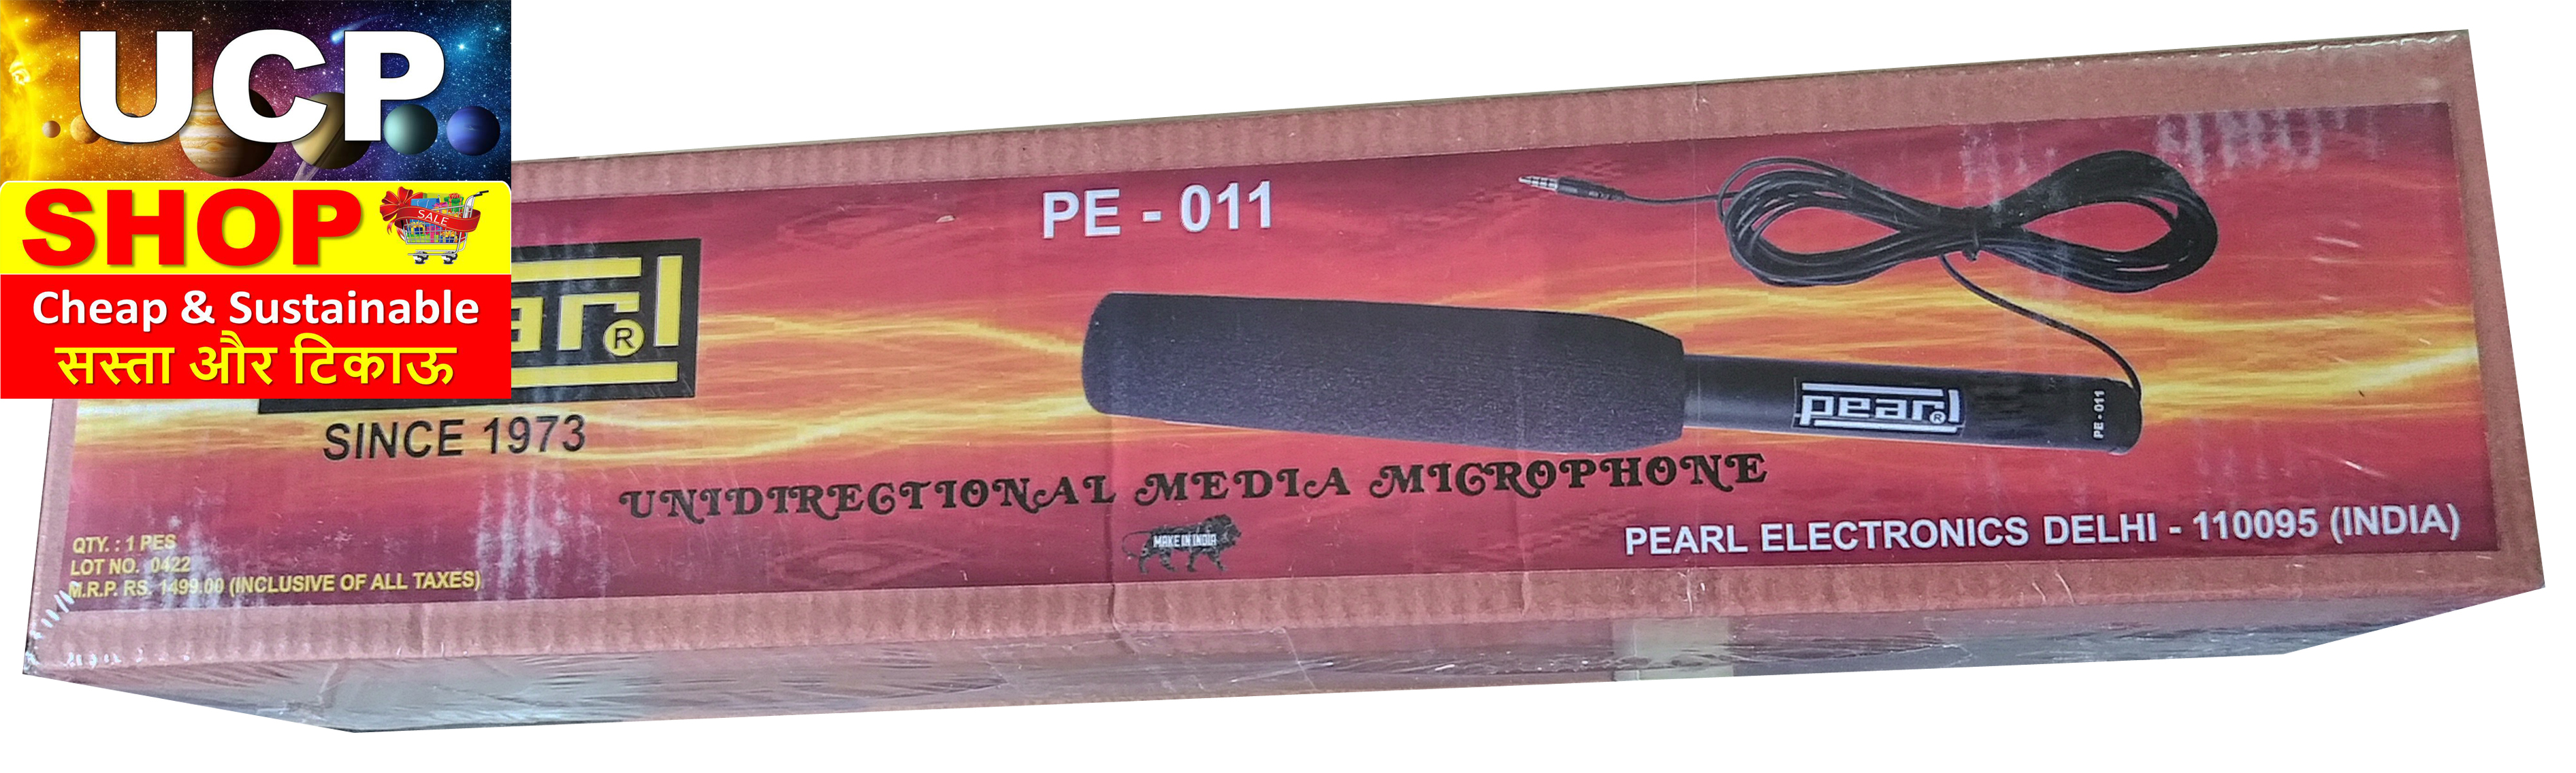 UCP
SHOP
SALE
Cheap & Sustainable
सस्ता और टिकाऊ
PE - 011
®
SINCE 1973
pearl®
PE - 011
UNIDIRECTIONAL MEDIA MICROPHONE
MAKE IN INDIA
PEARL ELECTRONICS DELHI - 110095 (INDIA)
QTY. : 1 PES
LOT NO. 0422
M.R.P. RS. 1499.00 (INCLUSIVE OF ALL TAXES)